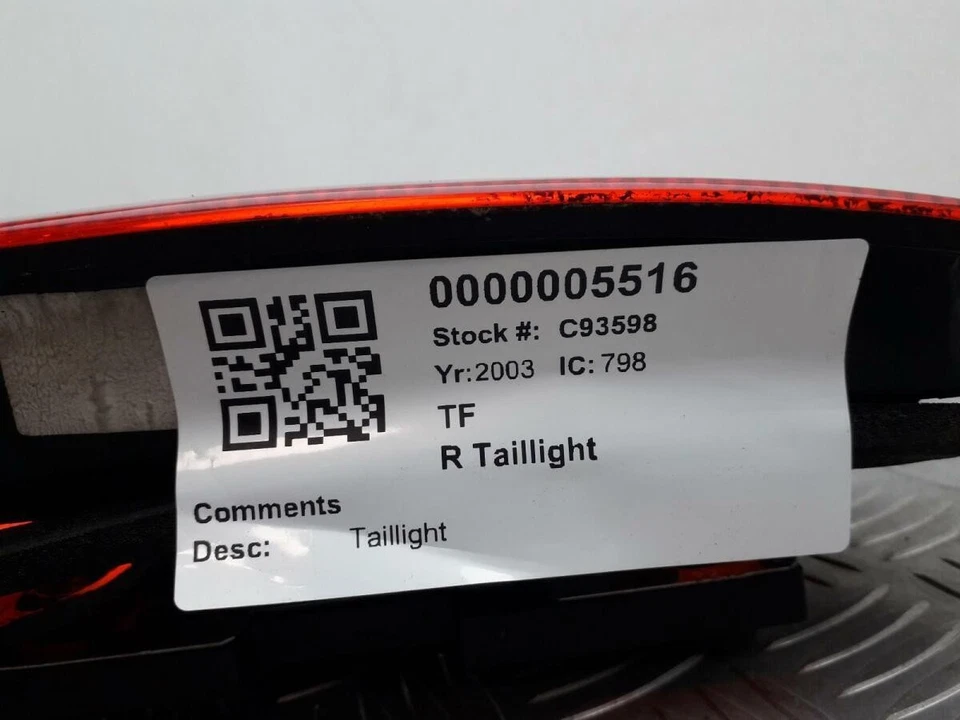 0000005516
Stock #: C93598
Yr:2003 IC: 798
TF
R Taillight
Comments
Desc: Taillight